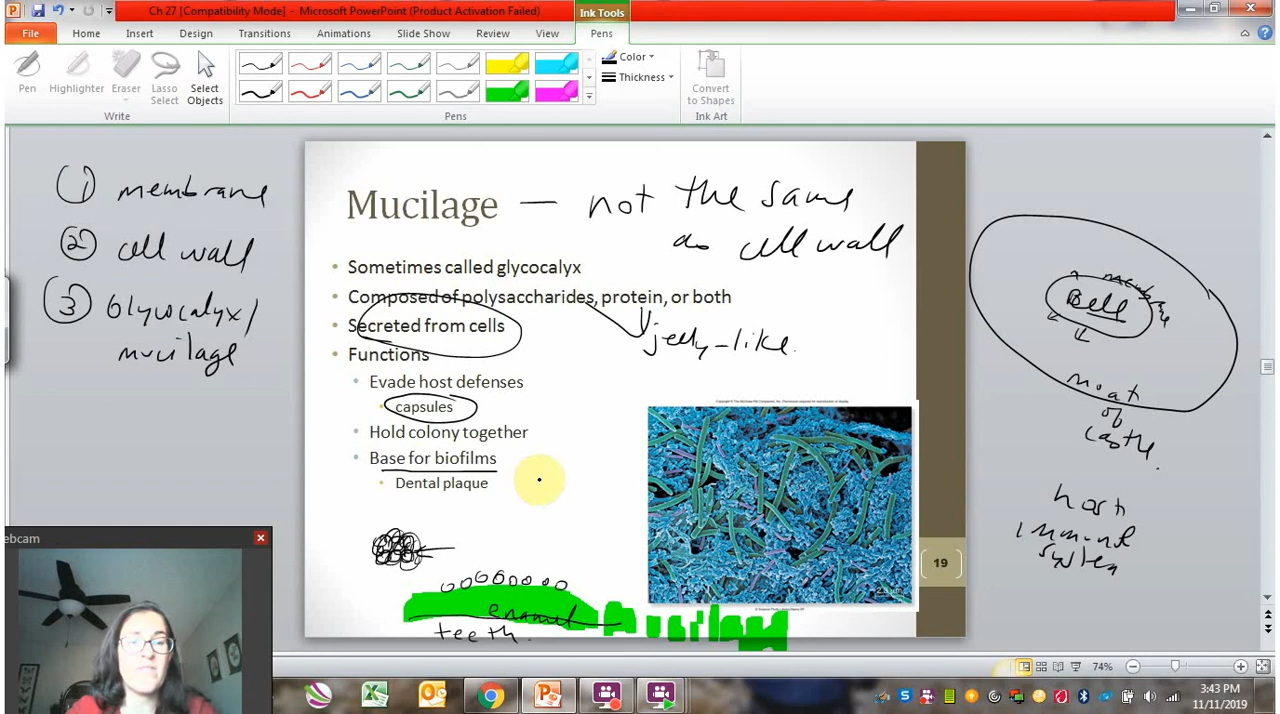 Ch 27 [Compatibility Mode] - Microsoft PowerPoint (Product Activation Failed)
Ink Tools
File
Home
Insert
Design
Transitions
Animations
Slide Show
Review
View
Pens
Pen
Highlighter
Eraser
Lasso
Select
Select
Objects
Write
Pens
Color
Thickness
Convert
to Shapes
Ink Art
1 membrane
2 cell wall
3 Glycocalyx/
mucilage
Mucilage — not the same
as cell wall
• Sometimes called glycocalyx
• Composed of polysaccharides, protein, or both
• Secreted from cells
jelly-like.
• Functions
• Evade host defenses
• capsules
• Hold colony together
• Base for biofilms
• Dental plaque
enamel
teeth.
19
membrane
Cell
moat
of
castle.
host
immune
system
ebcam
74%
3:43 PM
11/11/2019